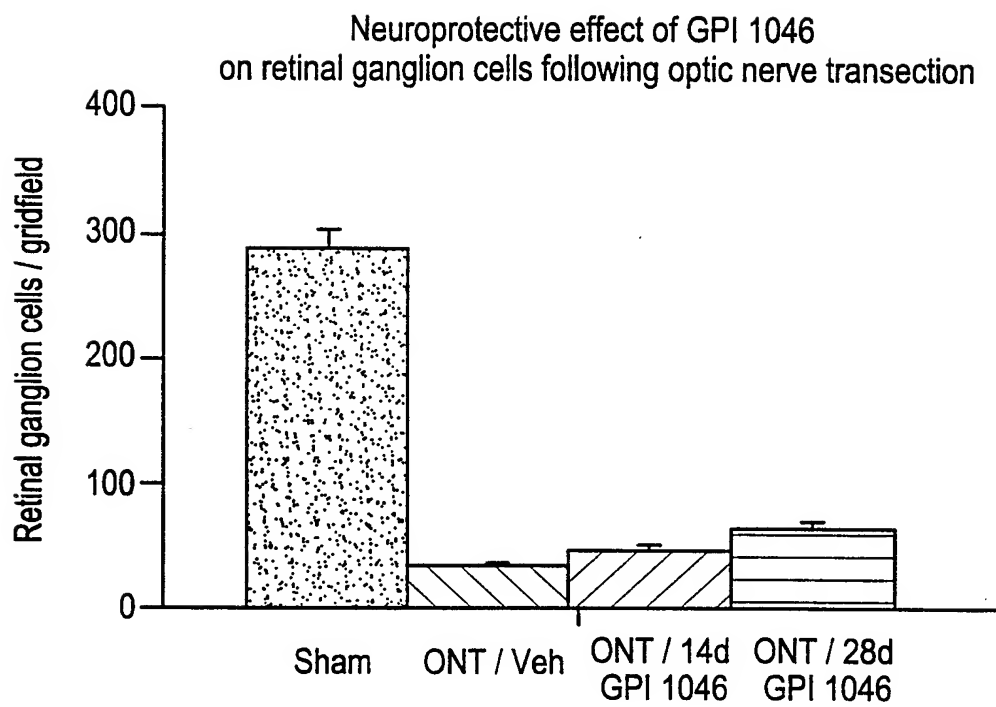 Neuroprotective effect of GPI 1046
on retinal ganglion cells following optic nerve transection
Retinal ganglion cells / gridfield
400
300
200
100
0
Sham
ONT / Veh
ONT / 14d
GPI 1046
ONT / 28d
GPI 1046